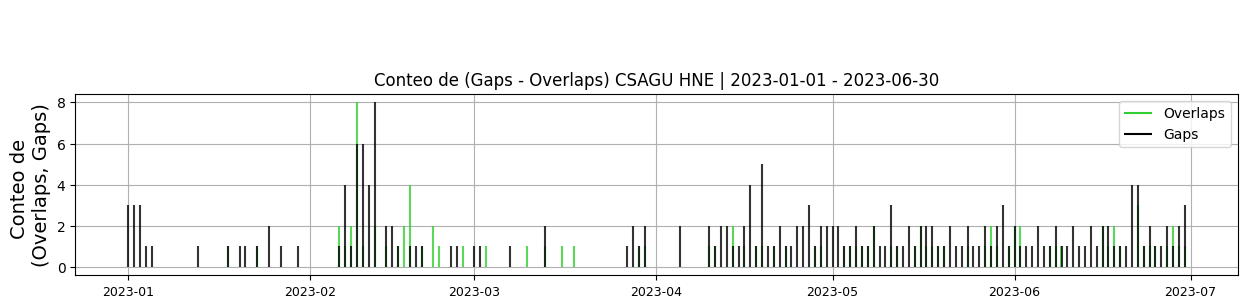 Conteo de (Gaps - Overlaps) CSAGU HNE | 2023-01-01 - 2023-06-30
Conteo de
(Overlaps, Gaps)
8
6
4
2
0
Overlaps
Gaps
2023-01
2023-02
2023-03
2023-04
2023-05
2023-06
2023-07